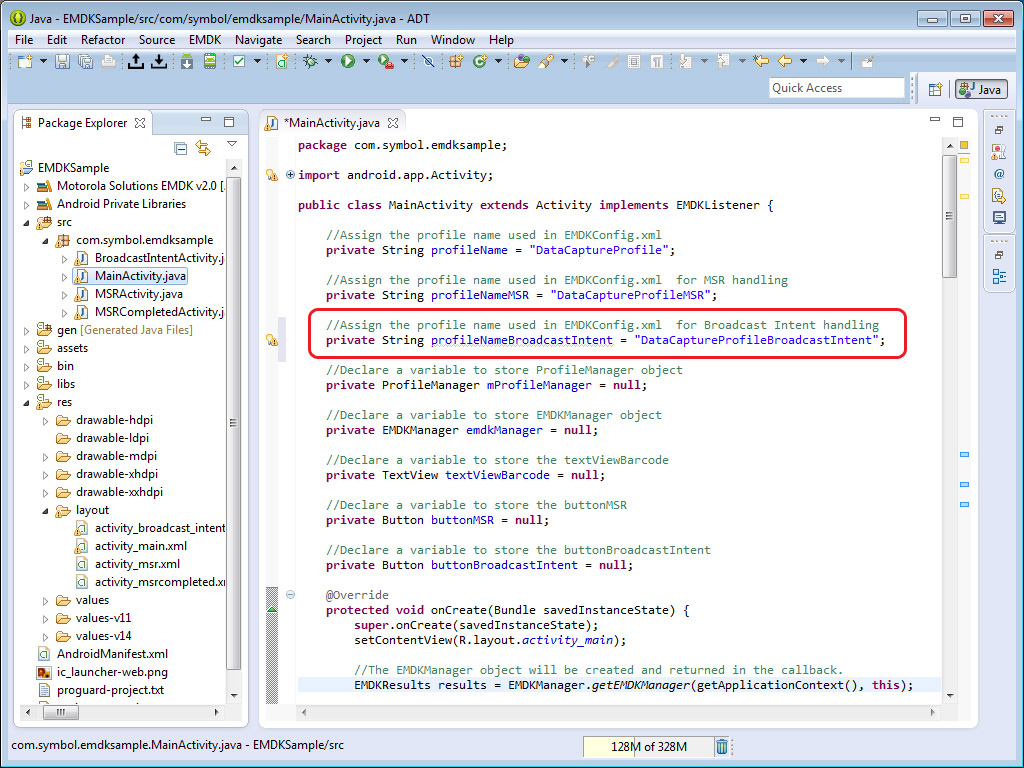 Java - EMDKSample/src/com/symbol/emdksample/MainActivity.java - ADT
File Edit Refactor Source EMDK Navigate Search Project Run Window Help
Quick Access
Java
Package Explorer
EMDKSample
Motorola Solutions EMDK v2.0 [
Android Private Libraries
src
com.symbol.emdksample
BroadcastIntentActivity.j
MainActivity.java
MSRActivity.java
MSRCompletedActivity.j
gen [Generated Java Files]
assets
bin
libs
res
drawable-hdpi
drawable-ldpi
drawable-mdpi
drawable-xhdpi
drawable-xxhdpi
layout
activity_broadcast_intent
activity_main.xml
activity_msr.xml
activity_msrcompleted.x
values
values-v11
values-v14
AndroidManifest.xml
ic_launcher-web.png
proguard-project.txt
*MainActivity.java
package com.symbol.emdksample;
import android.app.Activity;
public class MainActivity extends Activity implements EMDKListener {
//Assign the profile name used in EMDKConfig.xml
private String profileName = "DataCaptureProfile";
//Assign the profile name used in EMDKConfig.xml  for MSR handling
private String profileNameMSR = "DataCaptureProfileMSR";
//Assign the profile name used in EMDKConfig.xml  for Broadcast Intent handling
private String profileNameBroadcastIntent = "DataCaptureProfileBroadcastIntent";
//Declare a variable to store ProfileManager object
private ProfileManager mProfileManager = null;
//Declare a variable to store EMDKManager object
private EMDKManager emdkManager = null;
//Declare a variable to store the textViewBarcode
private TextView textViewBarcode = null;
//Declare a variable to store the buttonMSR
private Button buttonMSR = null;
//Declare a variable to store the buttonBroadcastIntent
private Button buttonBroadcastIntent = null;
@Override
protected void onCreate(Bundle savedInstanceState) {
super.onCreate(savedInstanceState);
setContentView(R.layout.activity_main);
//The EMDKManager object will be created and returned in the callback.
EMDKResults results = EMDKManager.getEMDKManager(getApplicationContext(), this);
com.symbol.emdksample.MainActivity.java - EMDKSample/src
128M of 328M